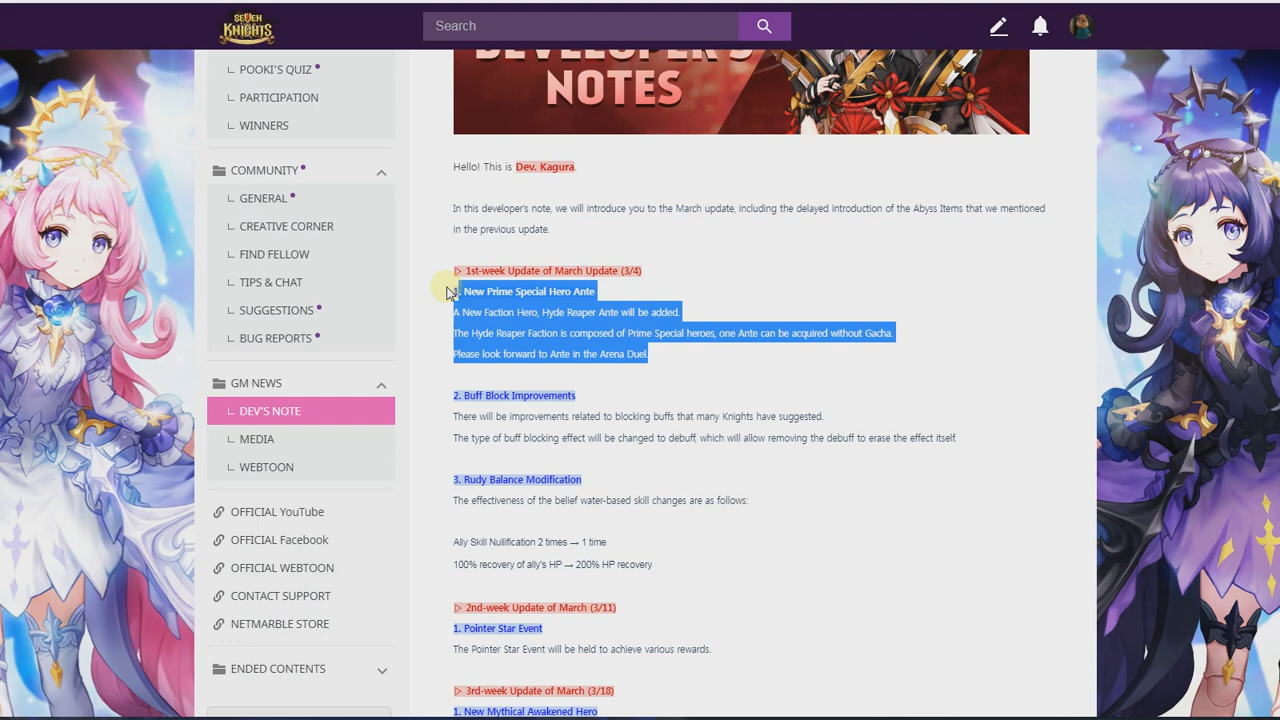 SEVEN
KNIGHTS
Search
POOKI'S QUIZ
PARTICIPATION
WINNERS
COMMUNITY
GENERAL
CREATIVE CORNER
FIND FELLOW
TIPS & CHAT
SUGGESTIONS
BUG REPORTS
GM NEWS
DEV'S NOTE
MEDIA
WEBTOON
OFFICIAL YouTube
OFFICIAL Facebook
OFFICIAL WEBTOON
CONTACT SUPPORT
NETMARBLE STORE
ENDED CONTENTS
DEVELOPER'S
NOTES
Hello! This is Dev. Kagura.
In this developer's note, we will introduce you to the March update, including the delayed introduction of the Abyss Items that we mentioned
in the previous update.
▷ 1st-week Update of March Update (3/4)
1. New Prime Special Hero Ante
A New Faction Hero, Hyde Reaper Ante will be added.
The Hyde Reaper Faction is composed of Prime Special heroes, one Ante can be acquired without Gacha.
Please look forward to Ante in the Arena Duel.
2. Buff Block Improvements
There will be improvements related to blocking buffs that many Knights have suggested.
The type of buff blocking effect will be changed to debuff, which will allow removing the debuff to erase the effect itself.
3. Rudy Balance Modification
The effectiveness of the belief water-based skill changes are as follows:
Ally Skill Nullification 2 times → 1 time
100% recovery of ally's HP → 200% HP recovery
▷ 2nd-week Update of March (3/11)
1. Pointer Star Event
The Pointer Star Event will be held to achieve various rewards.
▷ 3rd-week Update of March (3/18)
1. New Mythical Awakened Hero